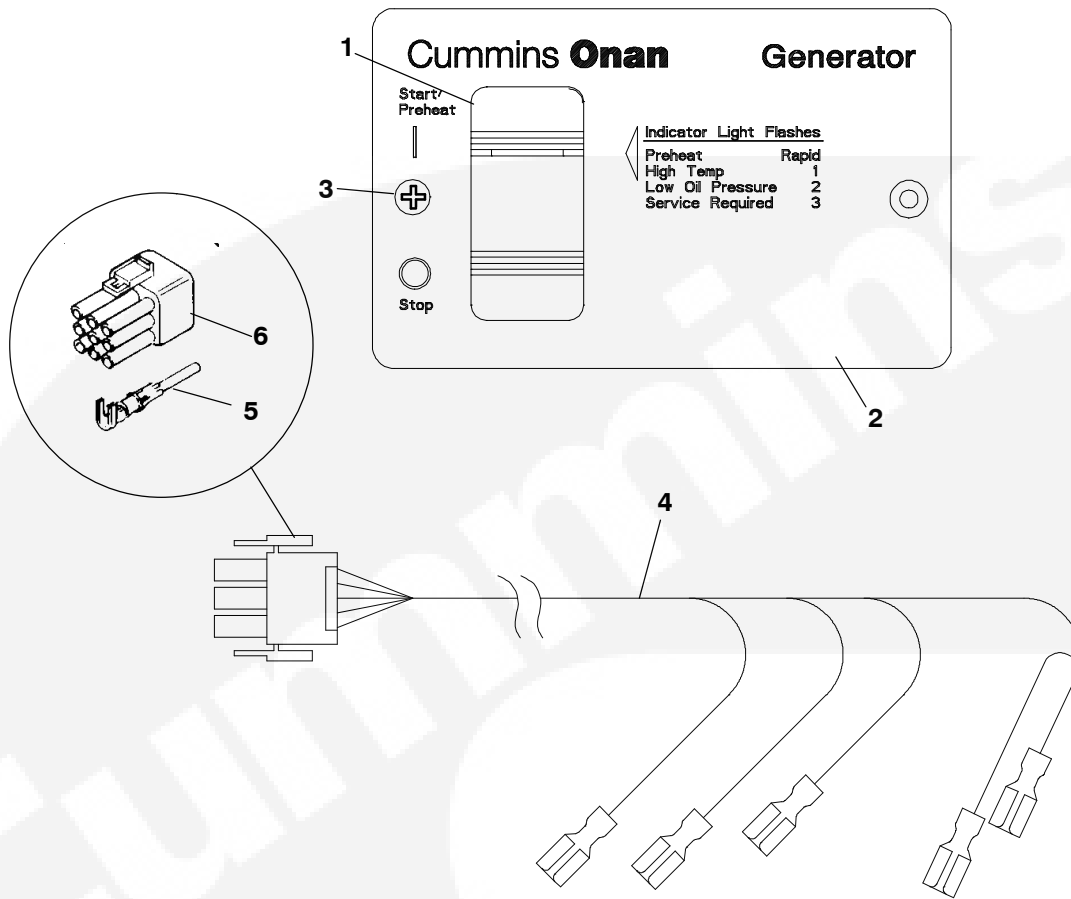 1
Cummins Onan
Generator
Start/
Preheat
Indicator Light Flashes
Preheat Rapid
High Temp 1
Low Oil Pressure 2
Service Required 3
3
Stop
6
5
2
4
Cummins